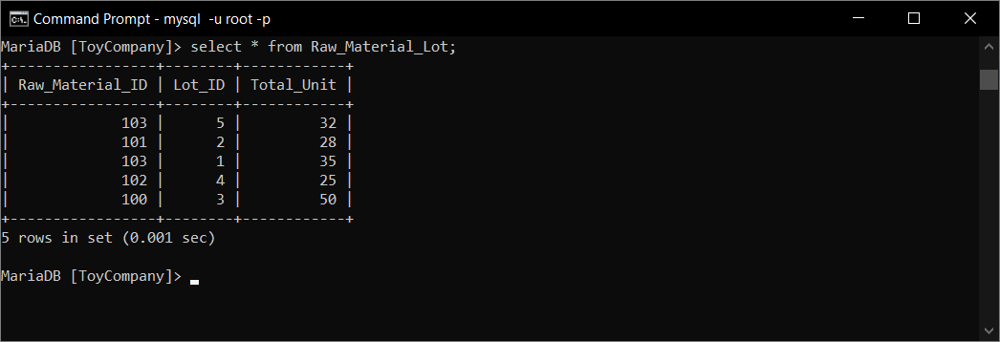 Command Prompt - mysql  -u root -p
MariaDB [ToyCompany]> select * from Raw_Material_Lot;
+-----------------+--------+------------+
| Raw_Material_ID | Lot_ID | Total_Unit |
+-----------------+--------+------------+
|             103 |      5 |         32 |
|             101 |      2 |         28 |
|             103 |      1 |         35 |
|             102 |      4 |         25 |
|             100 |      3 |         50 |
+-----------------+--------+------------+
5 rows in set (0.001 sec)
MariaDB [ToyCompany]>